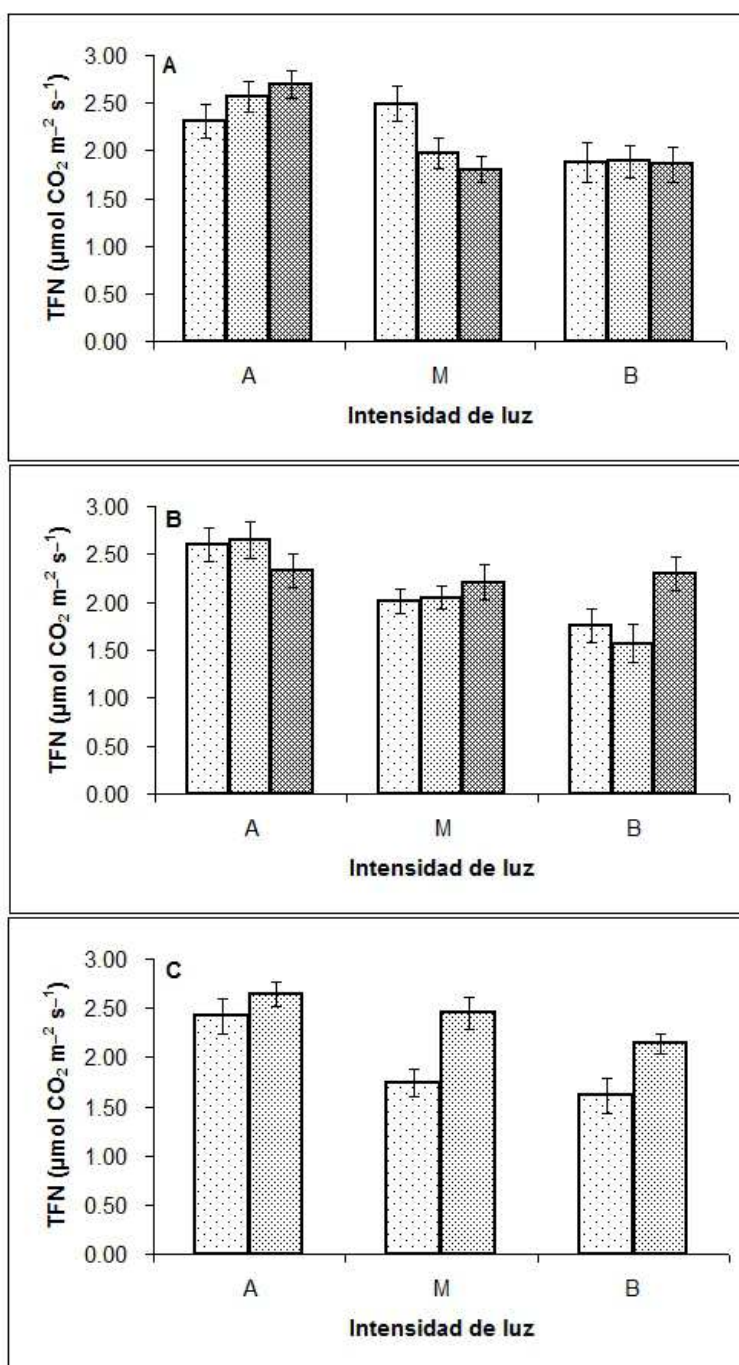 A
TFN (µmol CO₂ m⁻² s⁻¹)
3.00
2.50
2.00
1.50
1.00
0.50
0.00
A M B
Intensidad de luz
B
TFN (µmol CO₂ m⁻² s⁻¹)
3.00
2.50
2.00
1.50
1.00
0.50
0.00
A M B
Intensidad de luz
C
TFN (µmol CO₂ m⁻² s⁻¹)
3.00
2.50
2.00
1.50
1.00
0.50
0.00
A M B
Intensidad de luz